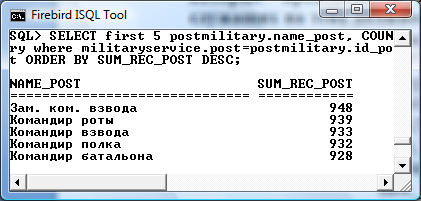 Firebird ISQL Tool
SQL> SELECT first 5 postmilitary.name_post, COUN
ry where militaryservice.post=postmilitary.id_po
t ORDER BY SUM_REC_POST DESC;
NAME_POST SUM_REC_POST
============================== ============
Зам. ком. взвода 948
Командир роты 939
Командир взвода 933
Командир полка 932
Командир батальона 928